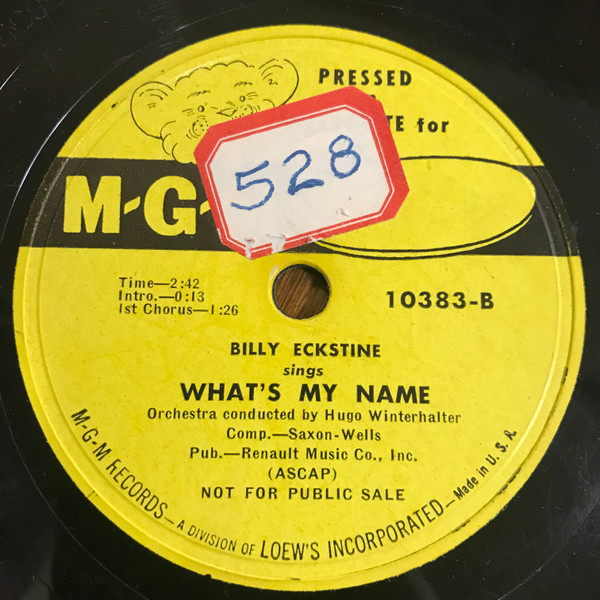 PRESSED
for
528
M-G-
Time—2:42
Intro.—0:13
1st Chorus—1:26
10383-B
BILLY ECKSTINE
sings
WHAT'S MY NAME
Orchestra conducted by Hugo Winterhalter
Comp.—Saxon-Wells
Pub.—Renault Music Co., Inc.
(ASCAP)
NOT FOR PUBLIC SALE
M-G-M RECORDS—A DIVISION OF LOEW'S INCORPORATED—Made in U. S. A.